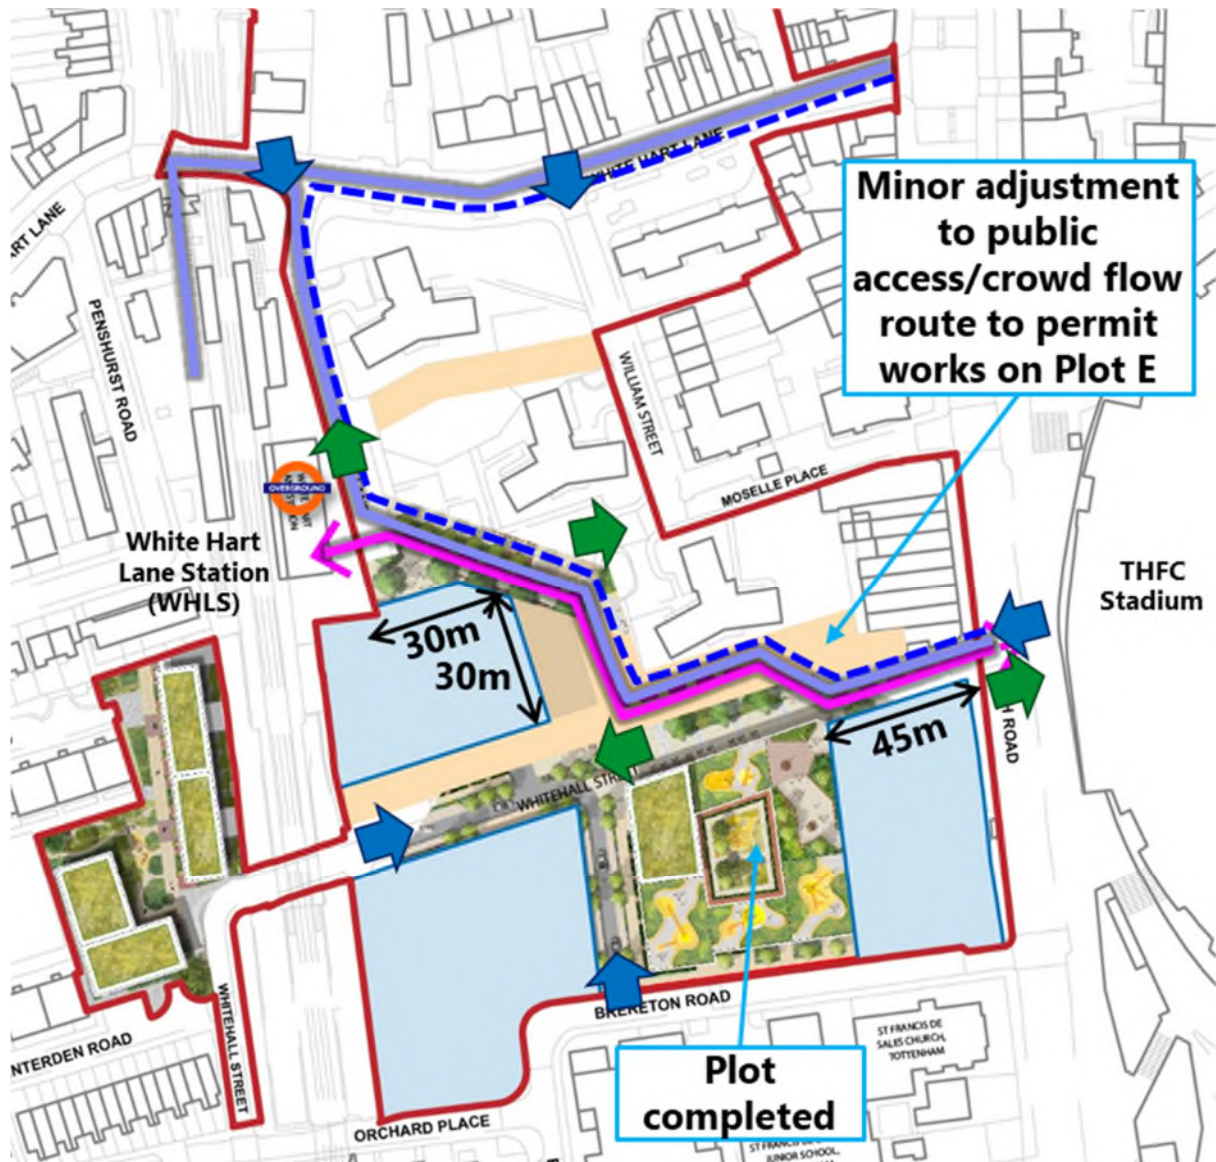 WHITE HART LANE
ART LANE
Minor adjustment
to public
access/crowd flow
route to permit
works on Plot E
PENSHURST ROAD
WILLIAM STREET
MOSELLE PLACE
OVERGROUND
White Hart
Lane Station
(WHLS)
THFC
Stadium
30m
30m
45m
H ROAD
WHITEHALL STREET
BRERETON ROAD
WHITEHALL STREET
NTERDEN ROAD
ST FRANCIS DE
SALES CHURCH,
TOTTENHAM
Plot
completed
ORCHARD PLACE
JUNIOR SCHOOL,